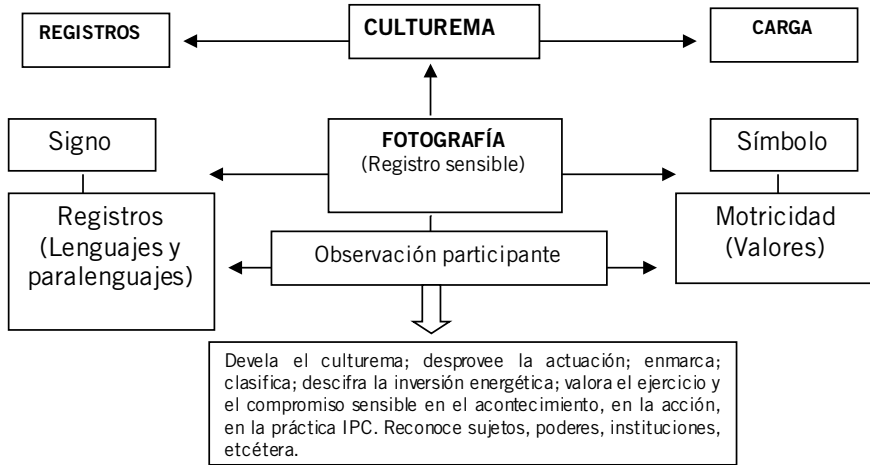 REGISTROS
CULTUREMA
CARGA
Signo
FOTOGRAFÍA
(Registro sensible)
Símbolo
Registros
(Lenguajes y
paralenguajes)
Motricidad
(Valores)
Observación participante
Devela el culturema; desprovee la actuación; enmarca;
clasifica; descifra la inversión energética; valora el ejercicio y
el compromiso sensible en el acontecimiento, en la acción,
en la práctica IPC. Reconoce sujetos, poderes, instituciones,
etcétera.